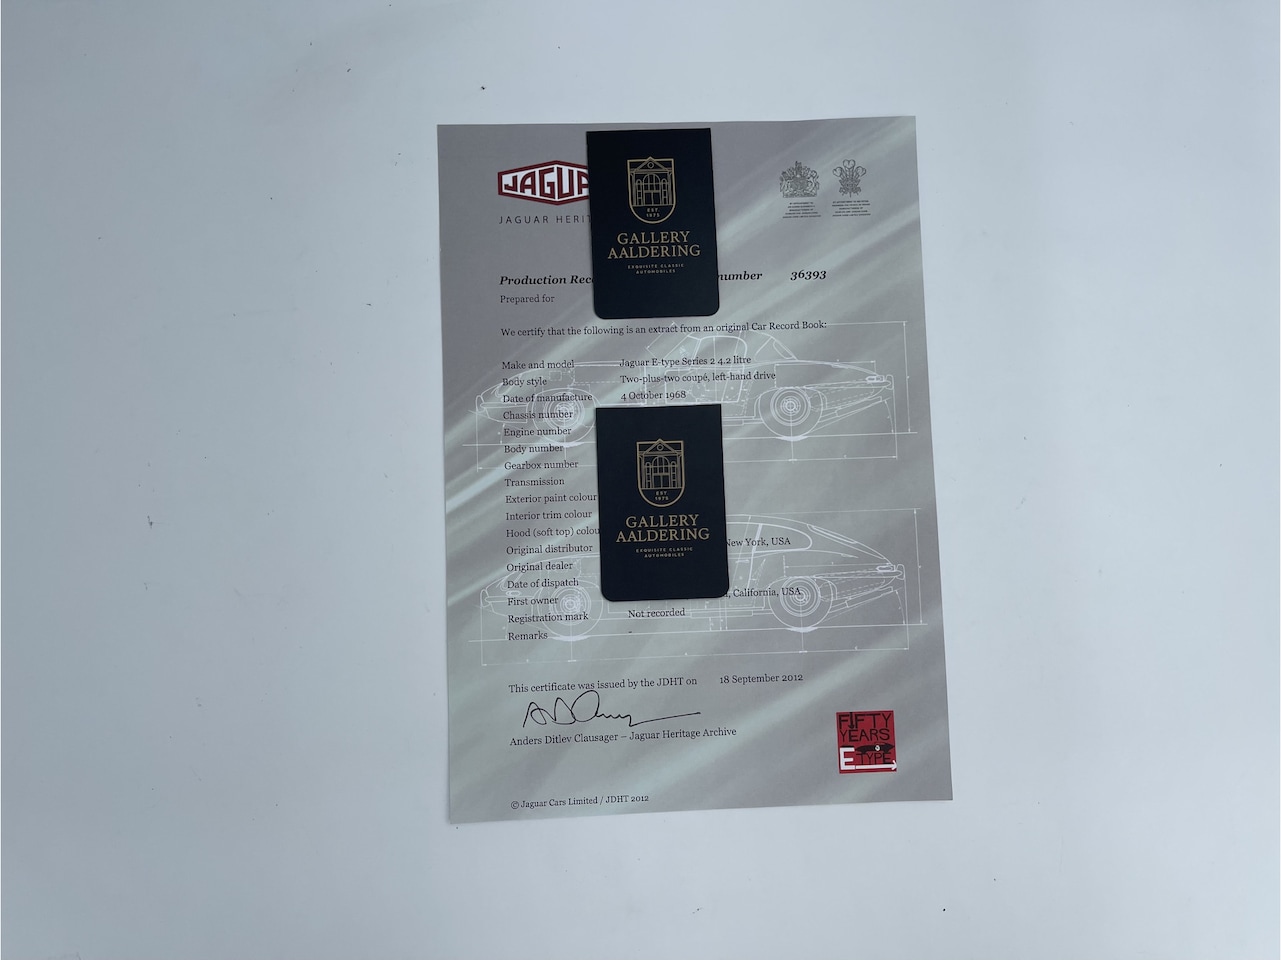 JAGUA
JAGUAR HERIT
EST.
1975
GALLERY
AALDERING
EXQUISITE CLASSIC
AUTOMOBILES
Production Rec number 36393
Prepared for
We certify that the following is an extract from an original Car Record Book:
Make and model Jaguar E-type Series 2 4.2 litre
Body style Two-plus-two coupé, left-hand drive
Date of manufacture 4 October 1968
Chassis number
Engine number
Body number
Gearbox number
Transmission
Exterior paint colour
Interior trim colour
Hood (soft top) colou
Original distributor New York, USA
Original dealer
Date of dispatch
First owner , California, USA
Registration mark Not recorded
Remarks
EST.
1975
GALLERY
AALDERING
EXQUISITE CLASSIC
AUTOMOBILES
This certificate was issued by the JDHT on 18 September 2012
Anders Ditlev Clausager – Jaguar Heritage Archive
FIFTY
YEARS
E TYPE
© Jaguar Cars Limited / JDHT 2012